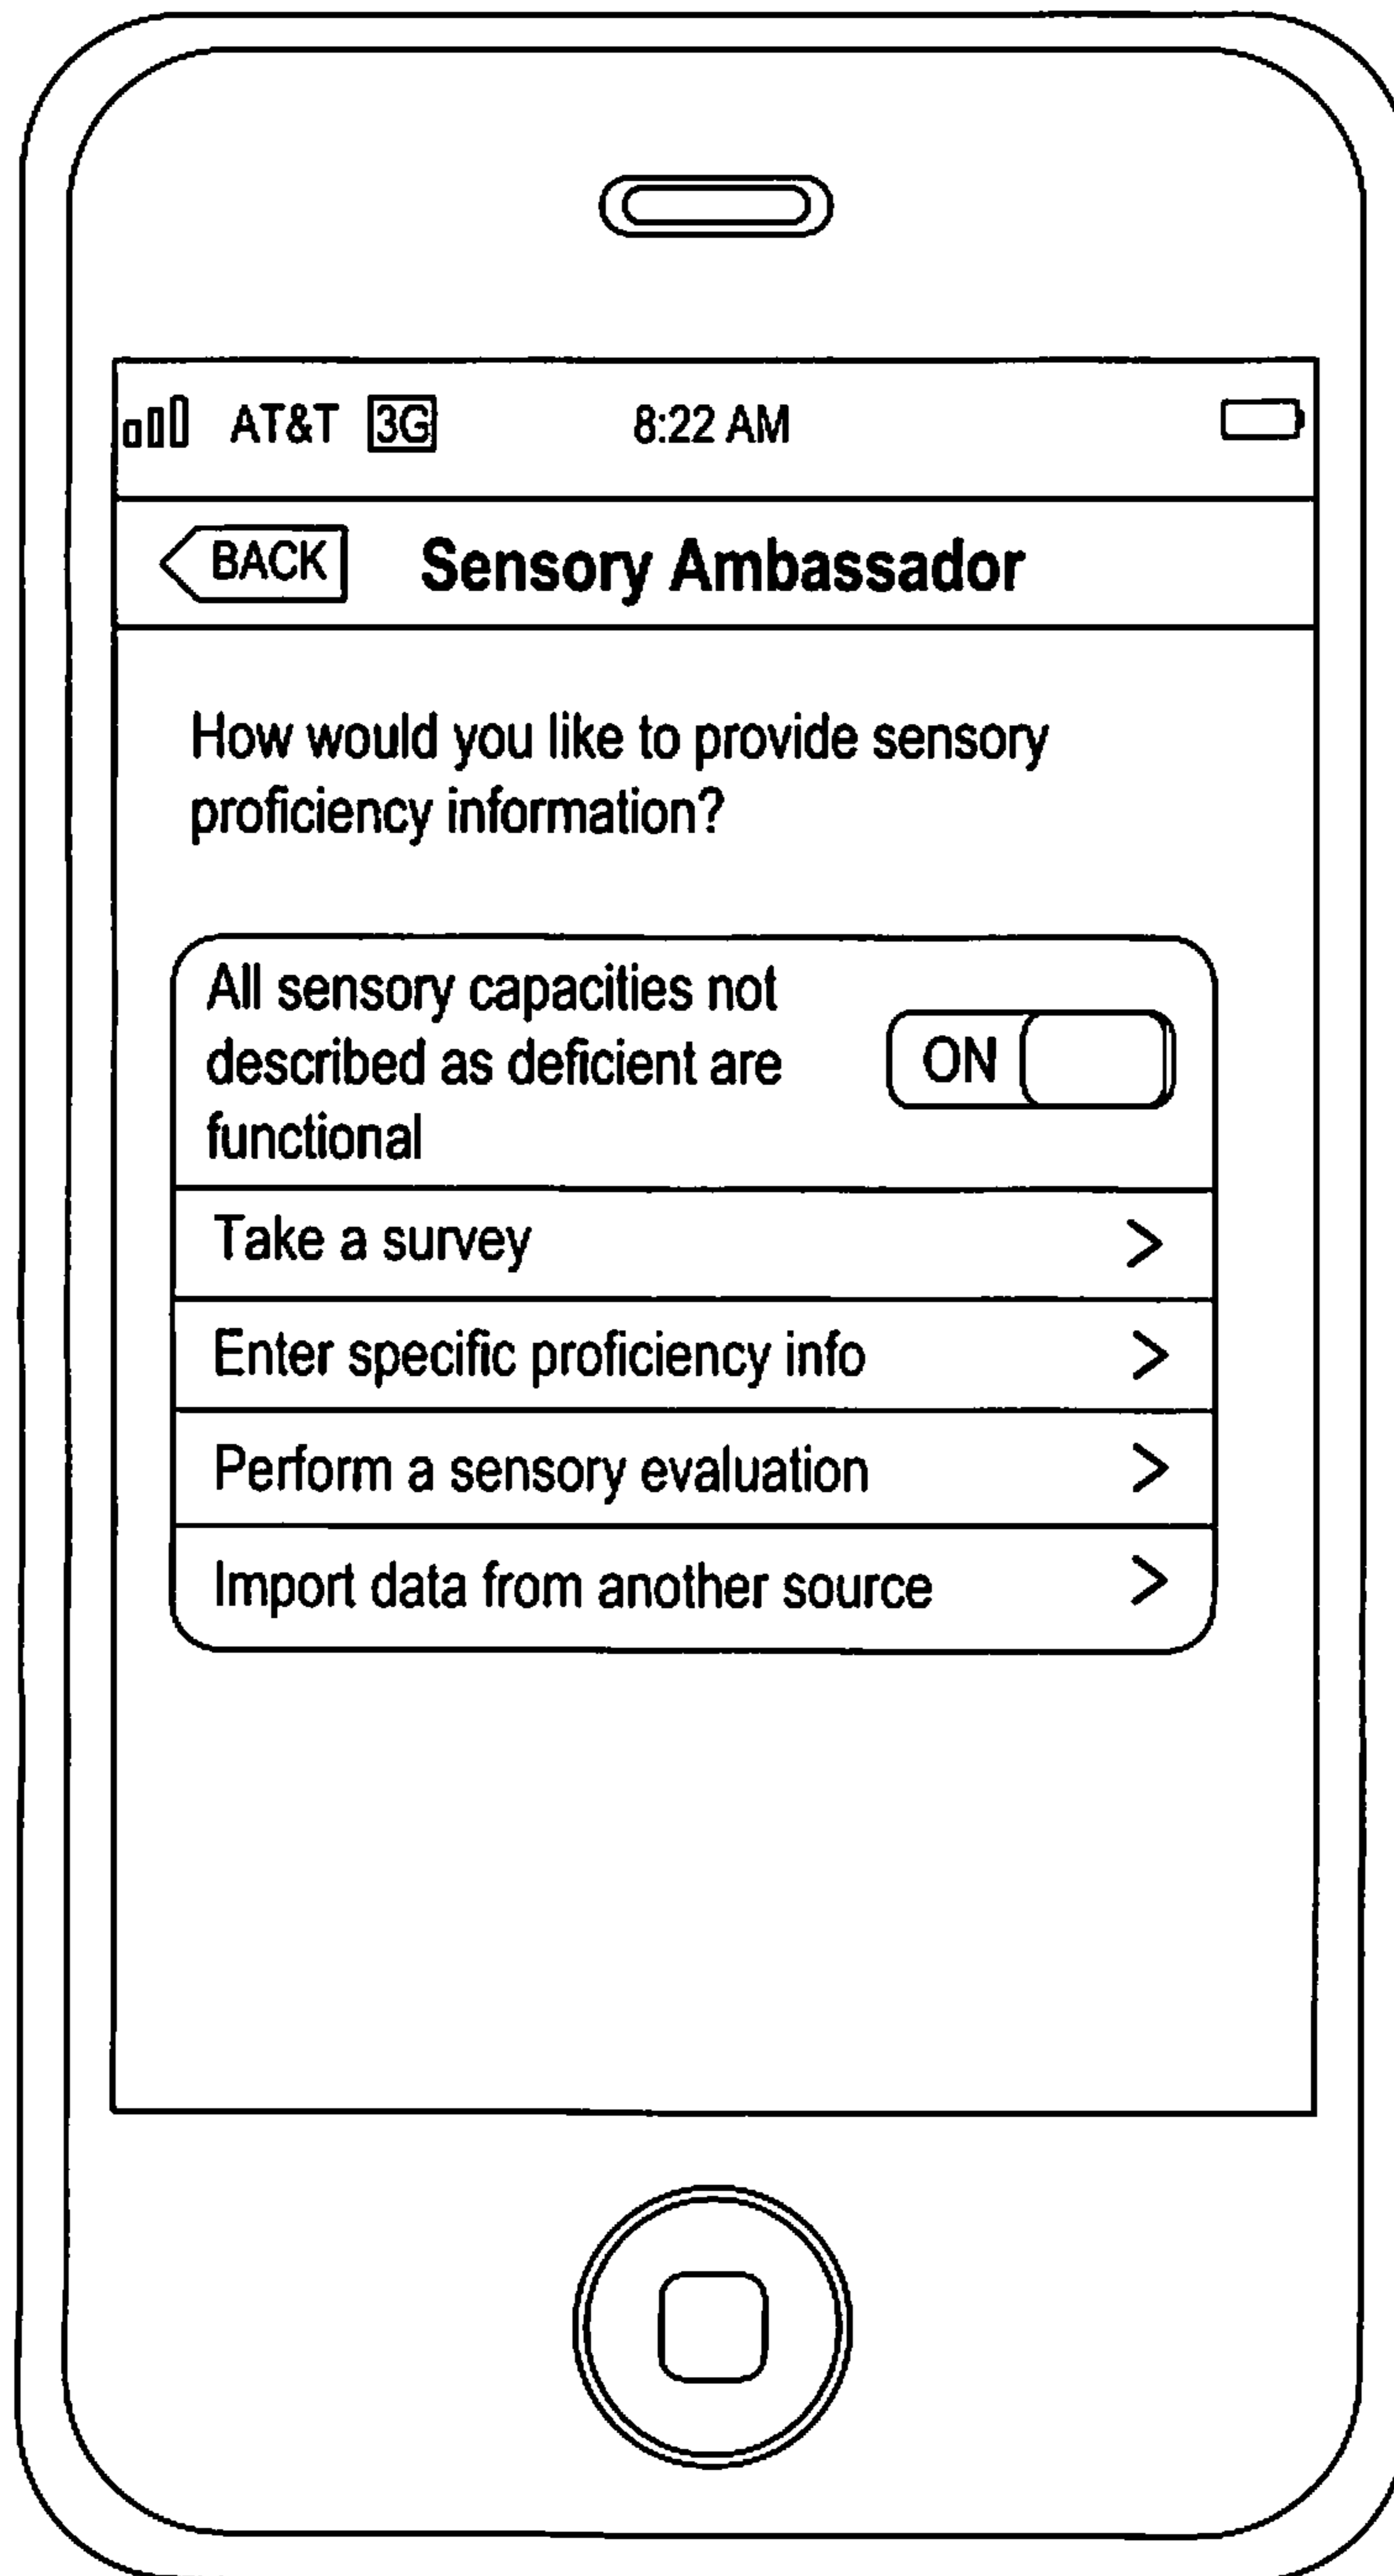 AT&T 3G 8:22 AM
BACK Sensory Ambassador
How would you like to provide sensory
proficiency information?
All sensory capacities not
described as deficient are
functional
ON
Take a survey >
Enter specific proficiency info >
Perform a sensory evaluation >
Import data from another source >